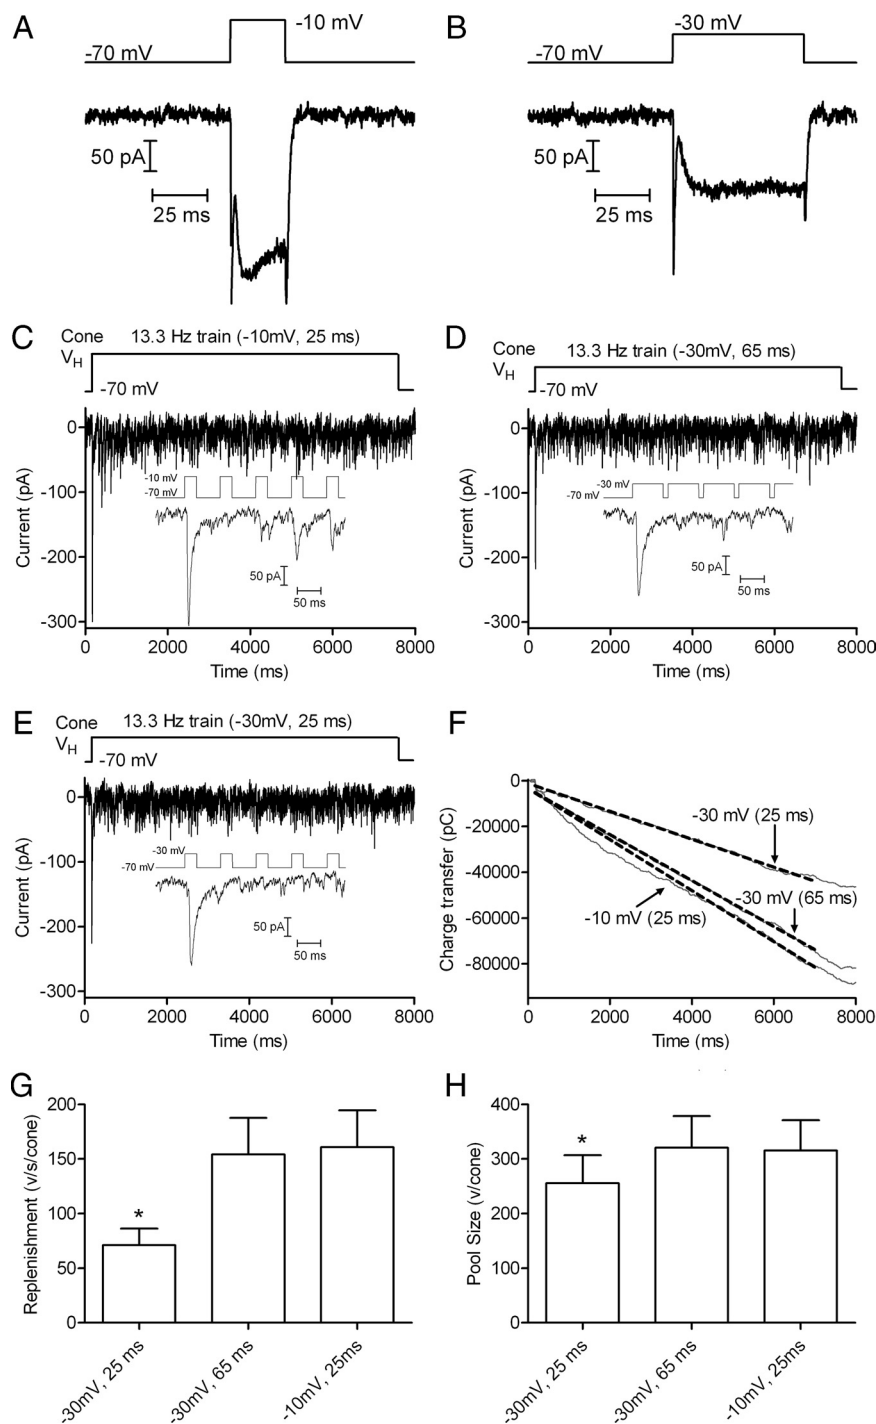 A
-10 mV
-70 mV
50 pA
25 ms
B
-30 mV
-70 mV
50 pA
25 ms
C
Cone
V_H
13.3 Hz train (-10mV, 25 ms)
-70 mV
0
-100
-200
-300
Current (pA)
-10 mV
-70 mV
50 pA
50 ms
0 2000 4000 6000 8000
Time (ms)
D
Cone
V_H
13.3 Hz train (-30mV, 65 ms)
-70 mV
0
-100
-200
-300
Current (pA)
-30 mV
-70 mV
50 pA
50 ms
0 2000 4000 6000 8000
Time (ms)
E
Cone
V_H
13.3 Hz train (-30mV, 25 ms)
-70 mV
0
-100
-200
-300
Current (pA)
-30 mV
-70 mV
50 pA
50 ms
0 2000 4000 6000 8000
Time (ms)
F
0
-20000
-40000
-60000
-80000
Charge transfer (pC)
-30 mV (25 ms)
-30 mV (65 ms)
-10 mV (25 ms)
0 2000 4000 6000 8000
Time (ms)
G
200
150
100
50
0
Replenishment (v/s/cone)
*
-30mV, 25 ms
-30mV, 65 ms
-10mV, 25ms
H
400
300
200
100
0
Pool Size (v/cone)
*
-30mV, 25 ms
-30mV, 65 ms
-10mV, 25ms